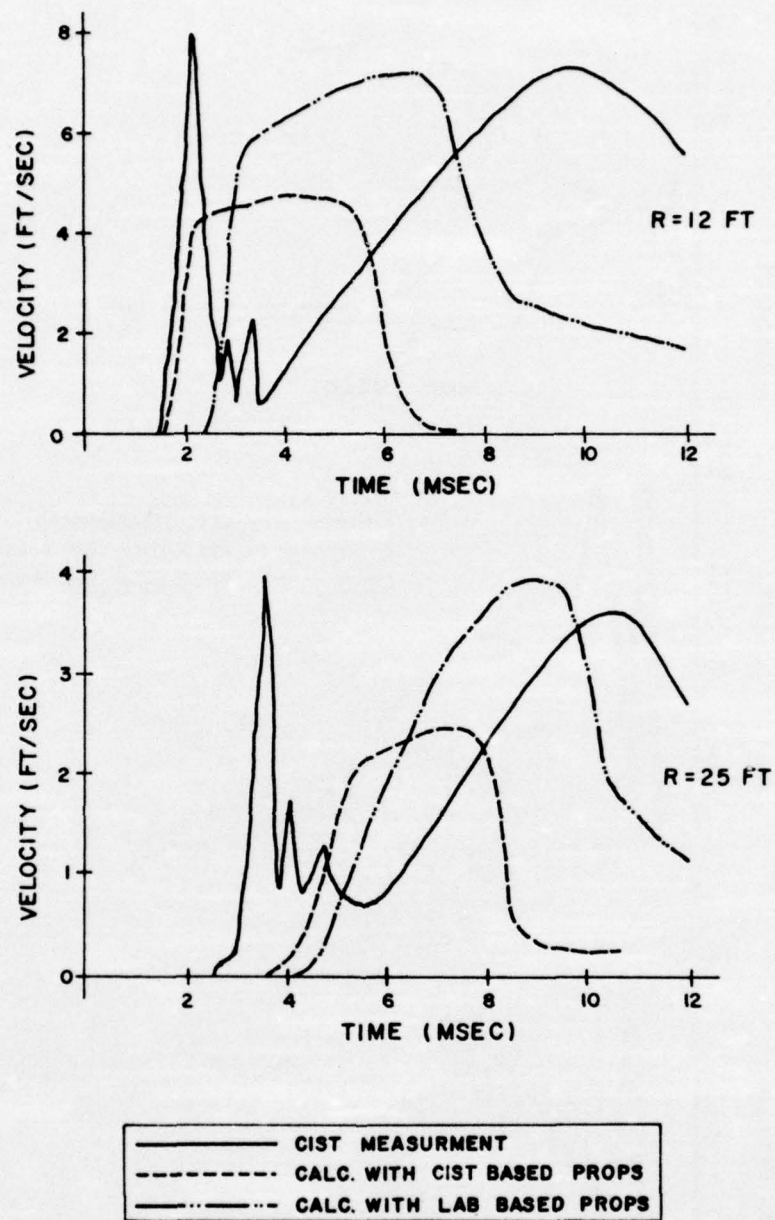 8
6
4
2
0
VELOCITY (FT/SEC)
R=12 FT
2 4 6 8 10 12
TIME (MSEC)
4
3
2
1
0
VELOCITY (FT/SEC)
R=25 FT
2 4 6 8 10 12
TIME (MSEC)
CIST MEASURMENT
CALC. WITH CIST BASED PROPS
CALC. WITH LAB BASED PROPS